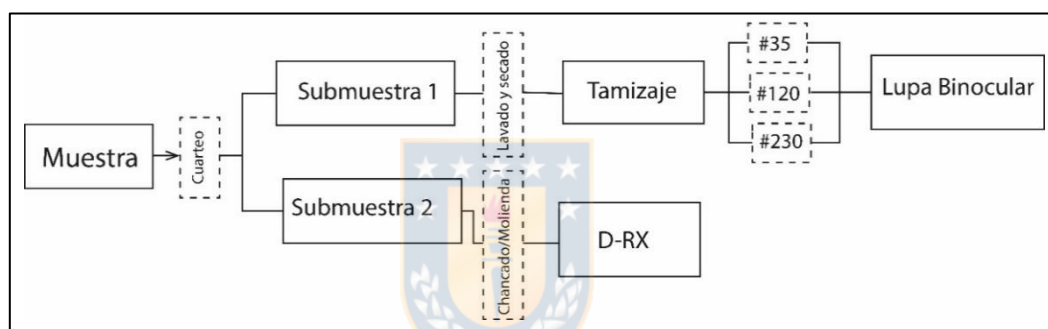 Muestra
Cuarteo
Submuestra 1
Submuestra 2
Lavado y secado
Chancado/Molienda
Tamizaje
D-RX
#35
#120
#230
Lupa Binocular